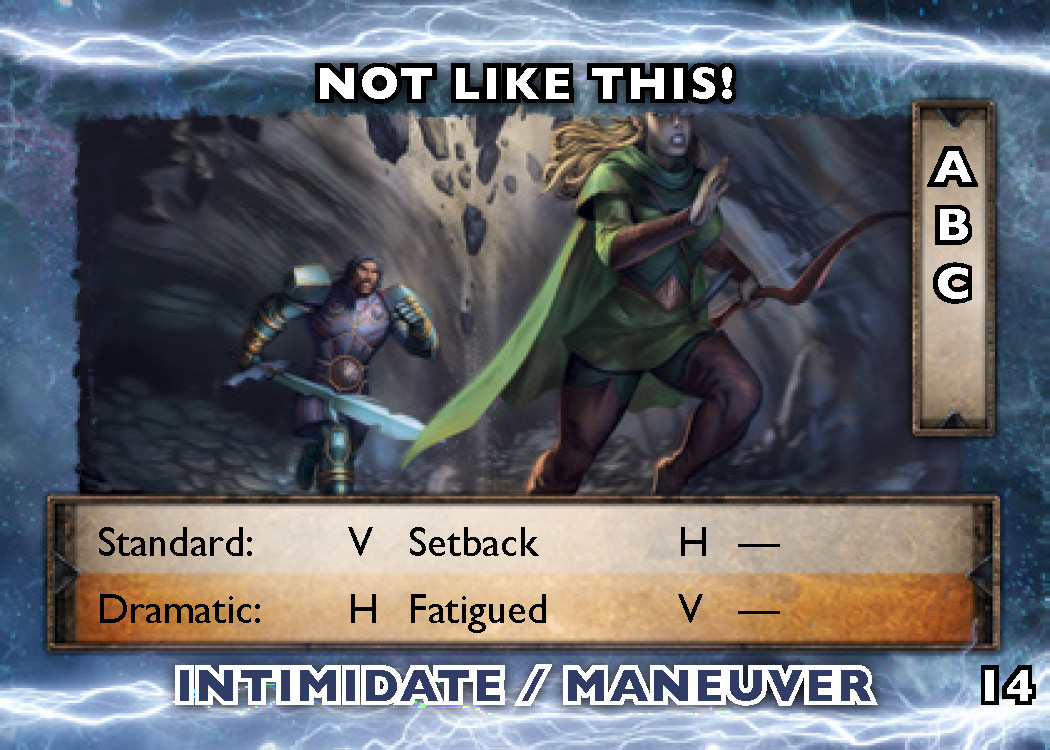 NOT LIKE THIS!
A
B
C
Standard: V Setback H —
Dramatic: H Fatigued V —
INTIMIDATE / MANEUVER
14